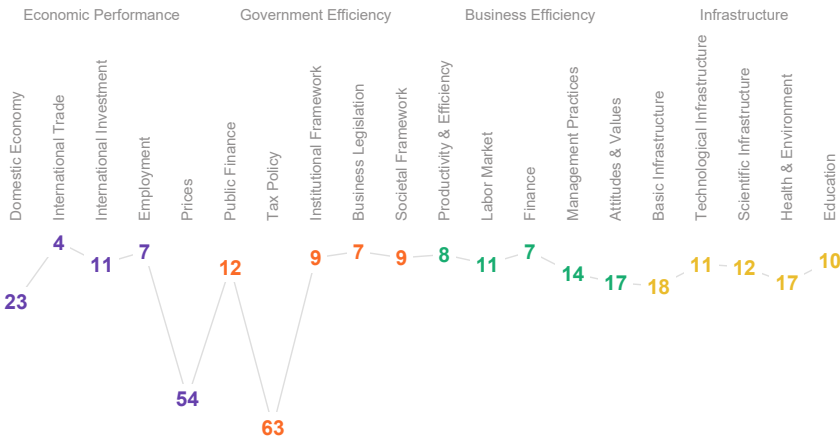 Economic Performance
Government Efficiency
Business Efficiency
Infrastructure
Domestic Economy
International Trade
International Investment
Employment
Prices
Public Finance
Tax Policy
Institutional Framework
Business Legislation
Societal Framework
Productivity & Efficiency
Labor Market
Finance
Management Practices
Attitudes & Values
Basic Infrastructure
Technological Infrastructure
Scientific Infrastructure
Health & Environment
Education
23
4
11
7
54
12
63
9
7
9
8
11
7
14
17
18
11
12
17
10